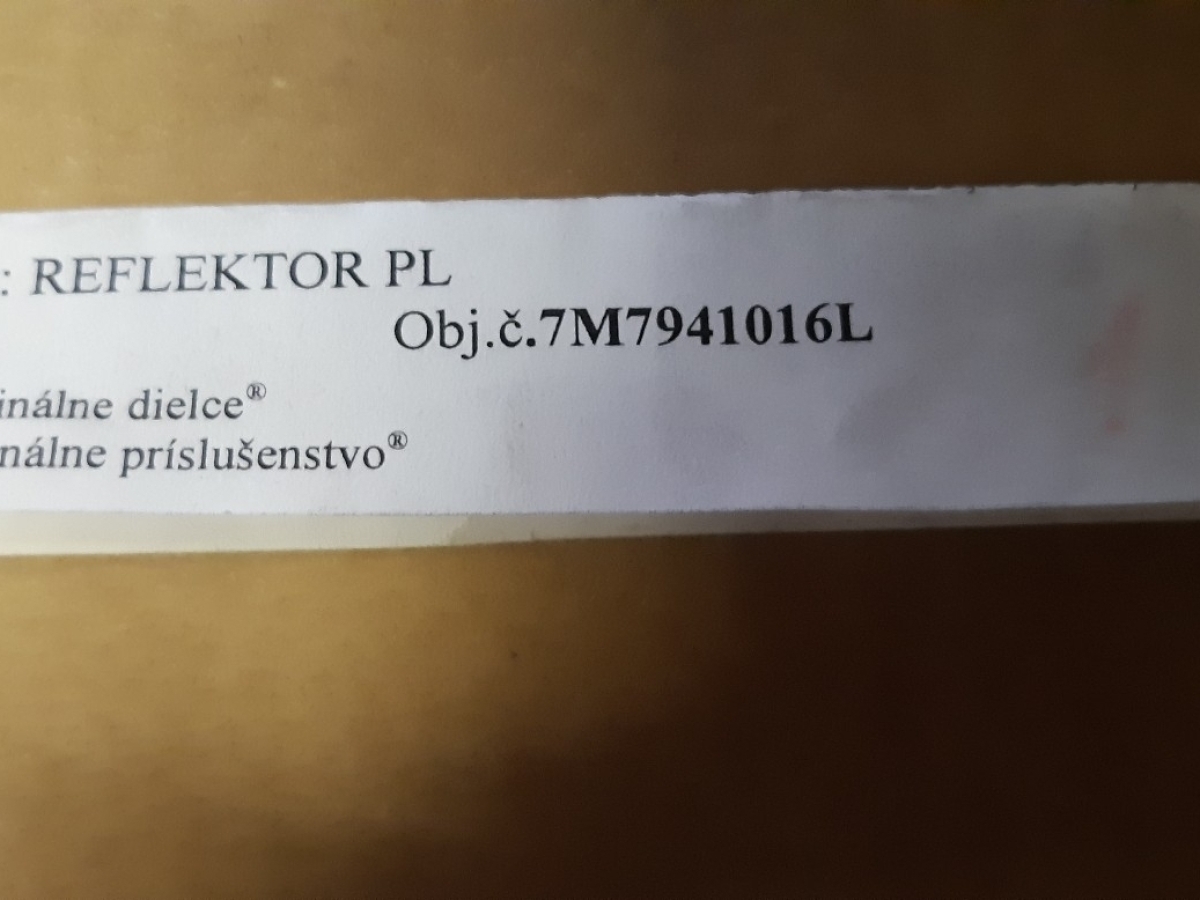 : REFLEKTOR PL
Obj.č.7M7941016L
inálne dielce®
nálne príslušenstvo®